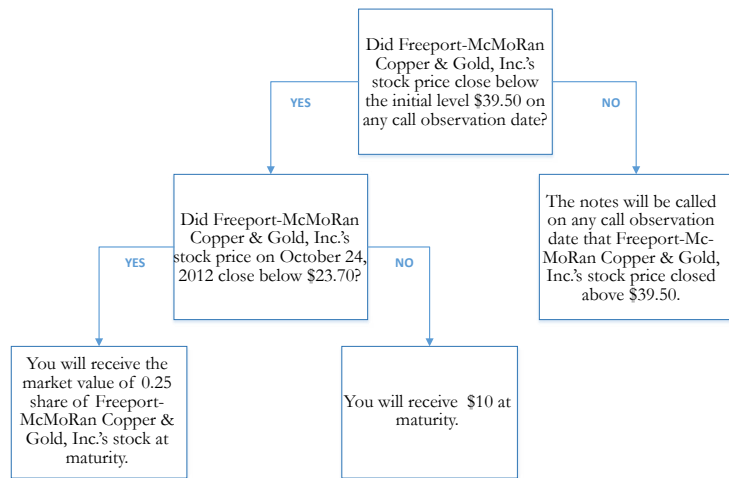 Did Freeport-McMoRan
Copper & Gold, Inc.'s
stock price close below
the initial level $39.50 on
any call observation date?
YES
NO
Did Freeport-McMoRan
Copper & Gold, Inc.'s
stock price on October 24,
2012 close below $23.70?
The notes will be called
on any call observation
date that Freeport-Mc-
MoRan Copper & Gold,
Inc.'s stock price closed
above $39.50.
YES
NO
You will receive the
market value of 0.25
share of Freeport-
McMoRan Copper &
Gold, Inc.'s stock at
maturity.
You will receive $10 at
maturity.